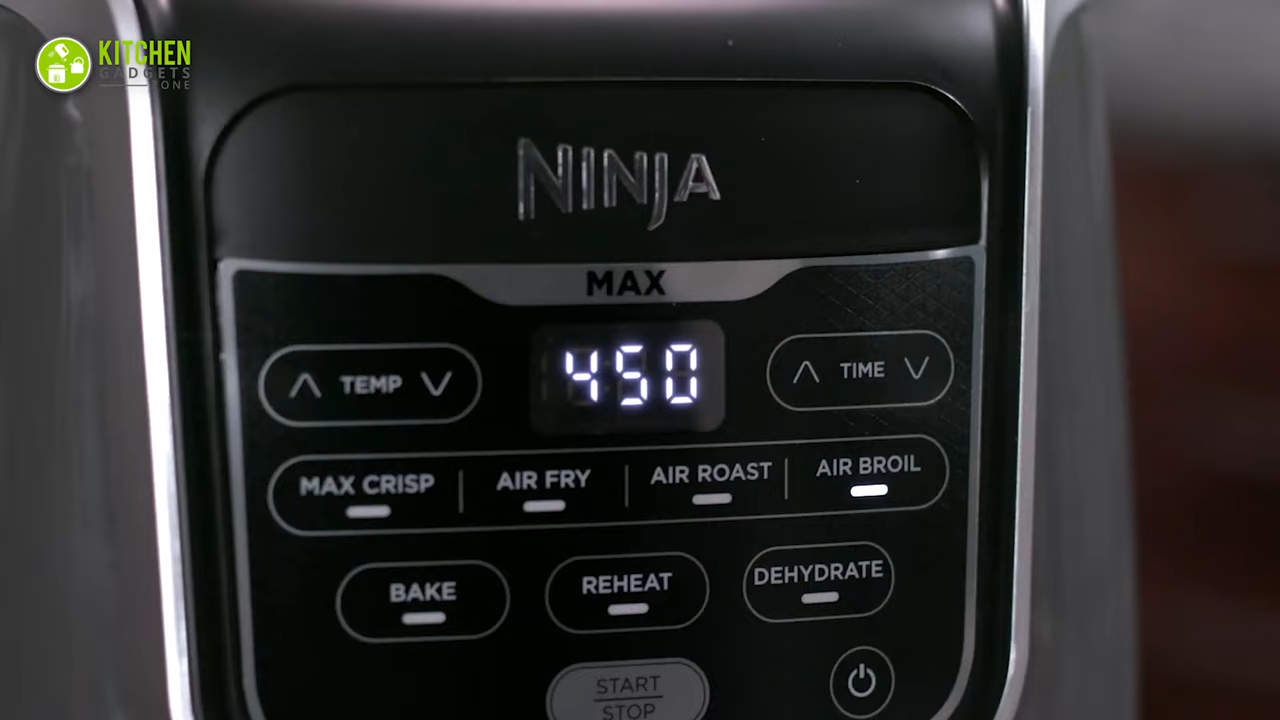 KITCHEN
GADGETS
ZONE
NINJA
MAX
TEMP
450
TIME
MAX CRISP
AIR FRY
AIR ROAST
AIR BROIL
BAKE
REHEAT
DEHYDRATE
START
STOP